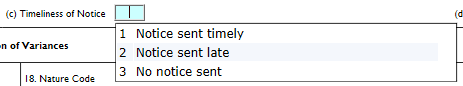 (c) Timeliness of Notice (d
1 Notice sent timely
n of Variances
2 Notice sent late
3 No notice sent
18. Nature Code